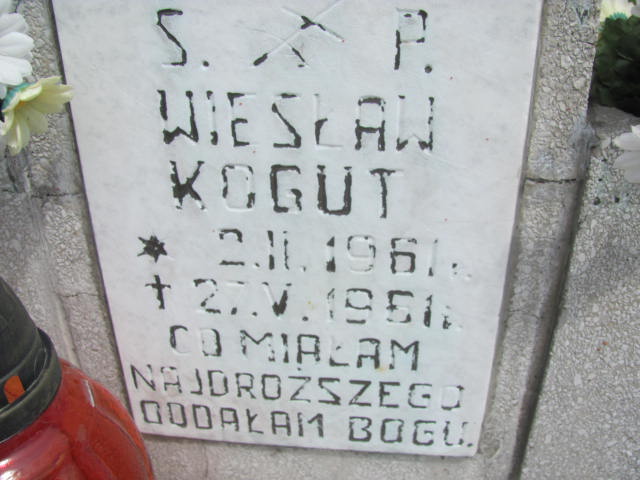 S. P.
WIESŁAW
KOGUT
* 2.II.1961r.
† 27.V.1961r.
CO MIAŁAM
NAJDROŻSZEGO
ODDAŁAM BOGU.